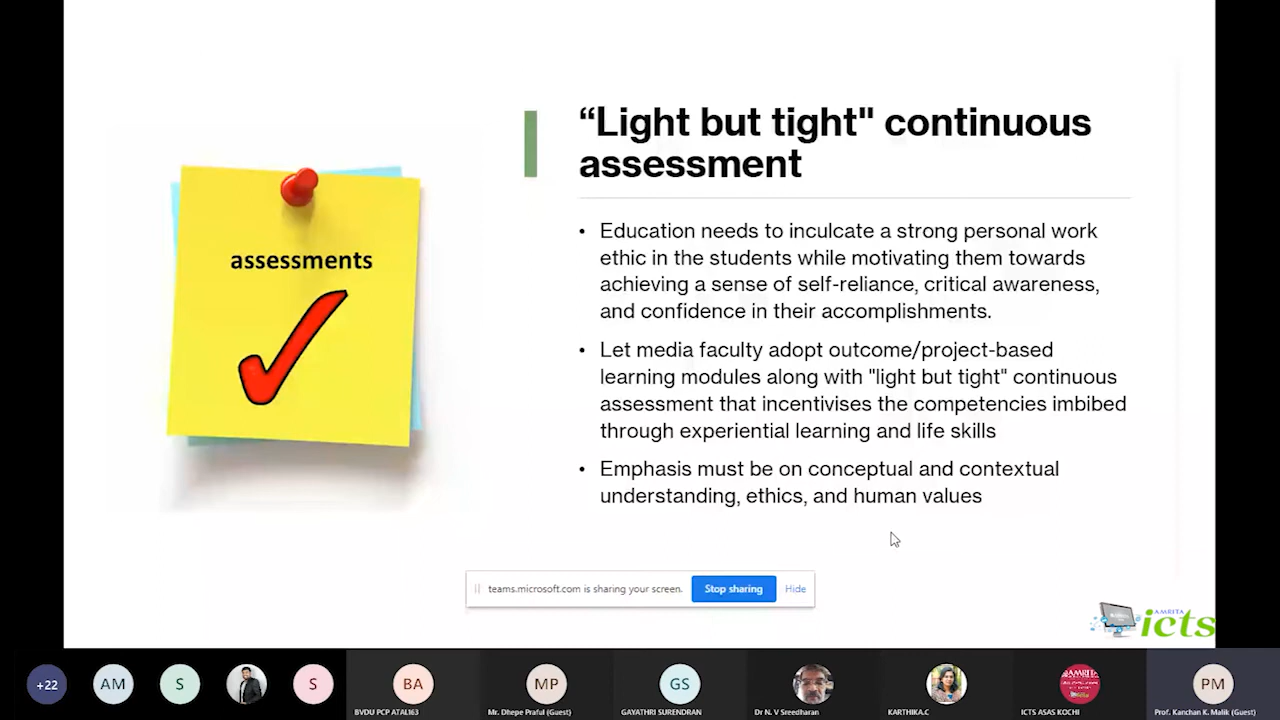 “Light but tight" continuous
assessment
assessments
• Education needs to inculcate a strong personal work
ethic in the students while motivating them towards
achieving a sense of self-reliance, critical awareness,
and confidence in their accomplishments.
• Let media faculty adopt outcome/project-based
learning modules along with "light but tight" continuous
assessment that incentivises the competencies imbibed
through experiential learning and life skills
• Emphasis must be on conceptual and contextual
understanding, ethics, and human values
teams.microsoft.com is sharing your screen. Stop sharing Hide
AMRITA
icts
+22 AM S S BA MP GS PM
AMRITA
BVDU PCP ATAL163 Mr. Dhepe Praful (Guest) GAYATHRI SURENDRAN Dr N. V Sreedharan KARTHIKA.C ICTS ASAS KOCHI Prof. Kanchan K. Malik (Guest)